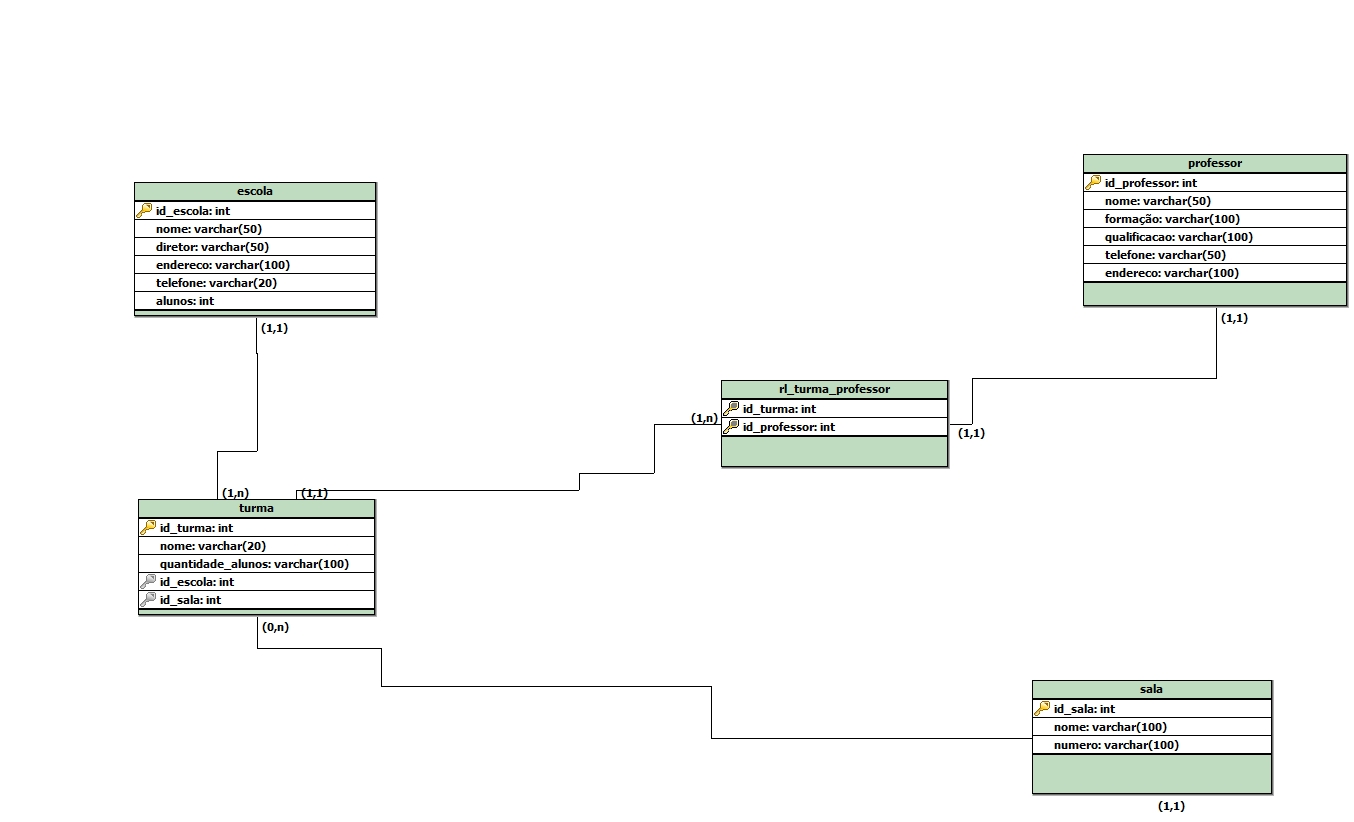 escola
id_escola: int
nome: varchar(50)
diretor: varchar(50)
endereco: varchar(100)
telefone: varchar(20)
alunos: int
(1,1)
professor
id_professor: int
nome: varchar(50)
formação: varchar(100)
qualificacao: varchar(100)
telefone: varchar(50)
endereco: varchar(100)
(1,1)
rl_turma_professor
id_turma: int
id_professor: int
(1,n)
(1,1)
(1,n)
(1,1)
turma
id_turma: int
nome: varchar(20)
quantidade_alunos: varchar(100)
id_escola: int
id_sala: int
(0,n)
sala
id_sala: int
nome: varchar(100)
numero: varchar(100)
(1,1)